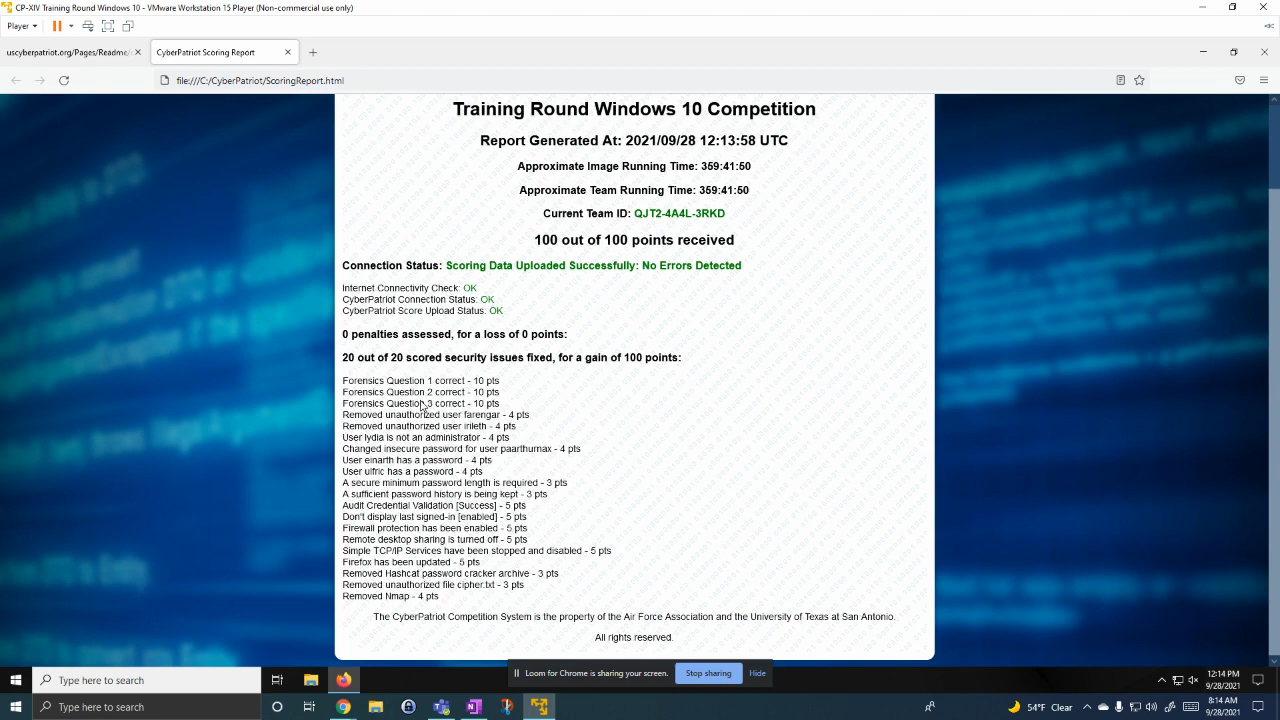 CP-XIV Training Round Windows 10 - VMware Workstation 15 Player (Non-commercial use only)
Player
uscyberpatriot.org/Pages/Readme/
CyberPatriot Scoring Report
file:///C:/CyberPatriot/ScoringReport.html
Training Round Windows 10 Competition
Report Generated At: 2021/09/28 12:13:58 UTC
Approximate Image Running Time: 359:41:50
Approximate Team Running Time: 359:41:50
Current Team ID: QJT2-4A4L-3RKD
100 out of 100 points received
Connection Status: Scoring Data Uploaded Successfully: No Errors Detected
Internet Connectivity Check: OK
CyberPatriot Connection Status: OK
CyberPatriot Score Upload Status: OK
0 penalties assessed, for a loss of 0 points:
20 out of 20 scored security issues fixed, for a gain of 100 points:
Forensics Question 1 correct - 10 pts
Forensics Question 2 correct - 10 pts
Forensics Question 3 correct - 10 pts
Removed unauthorized user farengar - 4 pts
Removed unauthorized user irileth - 4 pts
User lydia is not an administrator - 4 pts
Changed insecure password for user paarthurnax - 4 pts
User einarth has a password - 4 pts
User ulfric has a password - 4 pts
A secure minimum password length is required - 3 pts
A sufficient password history is being kept - 3 pts
Audit Credential Validation [Success] - 5 pts
Don't display last signed-in [enabled] - 5 pts
Firewall protection has been enabled - 5 pts
Remote desktop sharing is turned off - 5 pts
Simple TCP/IP Services have been stopped and disabled - 5 pts
Firefox has been updated - 5 pts
Removed Hashcat password cracker archive - 3 pts
Removed unauthorized file cipher.txt - 3 pts
Removed Nmap - 4 pts
The CyberPatriot Competition System is the property of the Air Force Association and the University of Texas at San Antonio.
All rights reserved.
Loom for Chrome is sharing your screen. Stop sharing Hide
Type here to search
12:14 PM
9/28/2021
Type here to search
54°F Clear
8:14 AM
9/28/2021